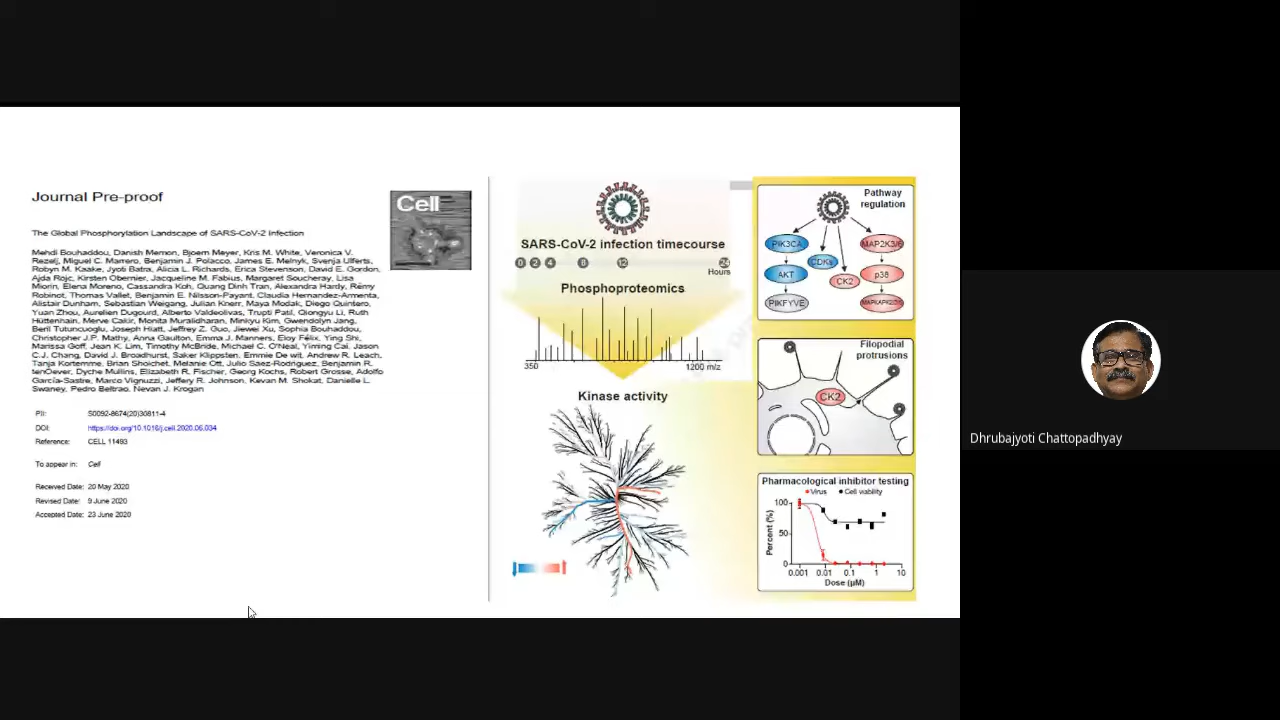 Journal Pre-proof
Cell
The Global Phosphorylation Landscape of SARS-CoV-2 Infection
Mehdi Bouhaddou, Danish Memon, Bjoern Meyer, Kris M. White, Veronica V.
Rezelj, Miguel C. Marrero, Benjamin J. Polacco, James E. Melnyk, Svenja Ulferts,
Robyn M. Kaake, Jyoti Batra, Alicia L. Richards, Erica Stevenson, David E. Gordon,
Ajda Rojc, Kirsten Obernier, Jacqueline M. Fabius, Margaret Soucheray, Lisa
Miorin, Elena Moreno, Cassandra Koh, Quang Dinh Tran, Alexandra Hardy, Rémy
Robinot, Thomas Vallet, Benjamin E. Nilsson-Payant, Claudia Hernandez-Armenta,
Alistair Dunham, Sebastian Weigang, Julian Knerr, Maya Modak, Diego Quintero,
Yuan Zhou, Aurelien Dugourd, Alberto Valdeolivas, Trupti Patil, Qiongyu Li, Ruth
Hüttenhain, Merve Cakir, Monita Muralidharan, Minkyu Kim, Gwendolyn Jang,
Beril Tutuncuoglu, Joseph Hiatt, Jeffrey Z. Guo, Jiewei Xu, Sophia Bouhaddou,
Christopher J.P. Mathy, Anna Gaulton, Emma J. Manners, Eloy Félix, Ying Shi,
Marissa Goff, Jean K. Lim, Timothy McBride, Michael C. O'Neal, Yiming Cai, Jason
C.J. Chang, David J. Broadhurst, Saker Klippsten, Emmie De wit, Andrew R. Leach,
Tanja Kortemme, Brian Shoichet, Melanie Ott, Julio Saez-Rodriguez, Benjamin R.
tenOever, Dyche Mullins, Elizabeth R. Fischer, Georg Kochs, Robert Grosse, Adolfo
García-Sastre, Marco Vignuzzi, Jeffery R. Johnson, Kevan M. Shokat, Danielle L.
Swaney, Pedro Beltrao, Nevan J. Krogan
PII: S0092-8674(20)30811-4
DOI: https://doi.org/10.1016/j.cell.2020.06.034
Reference: CELL 11493
To appear in: Cell
Received Date: 20 May 2020
Revised Date: 9 June 2020
Accepted Date: 23 June 2020
SARS-CoV-2 infection timecourse
0 2 4 8 12 24
Hours
Phosphoproteomics
350 1200 m/z
Kinase activity
Pathway
regulation
PIK3CA MAP2K3/6
CDKs
AKT CK2 p38
PIKFYVE
Filopodial
protrusions
CK2
Pharmacological inhibitor testing
Virus Cell viability
Percent (%)
100
50
0
0.001 0.01 0.1 1 10
Dose (µM)
Dhrubajyoti Chattopadhyay